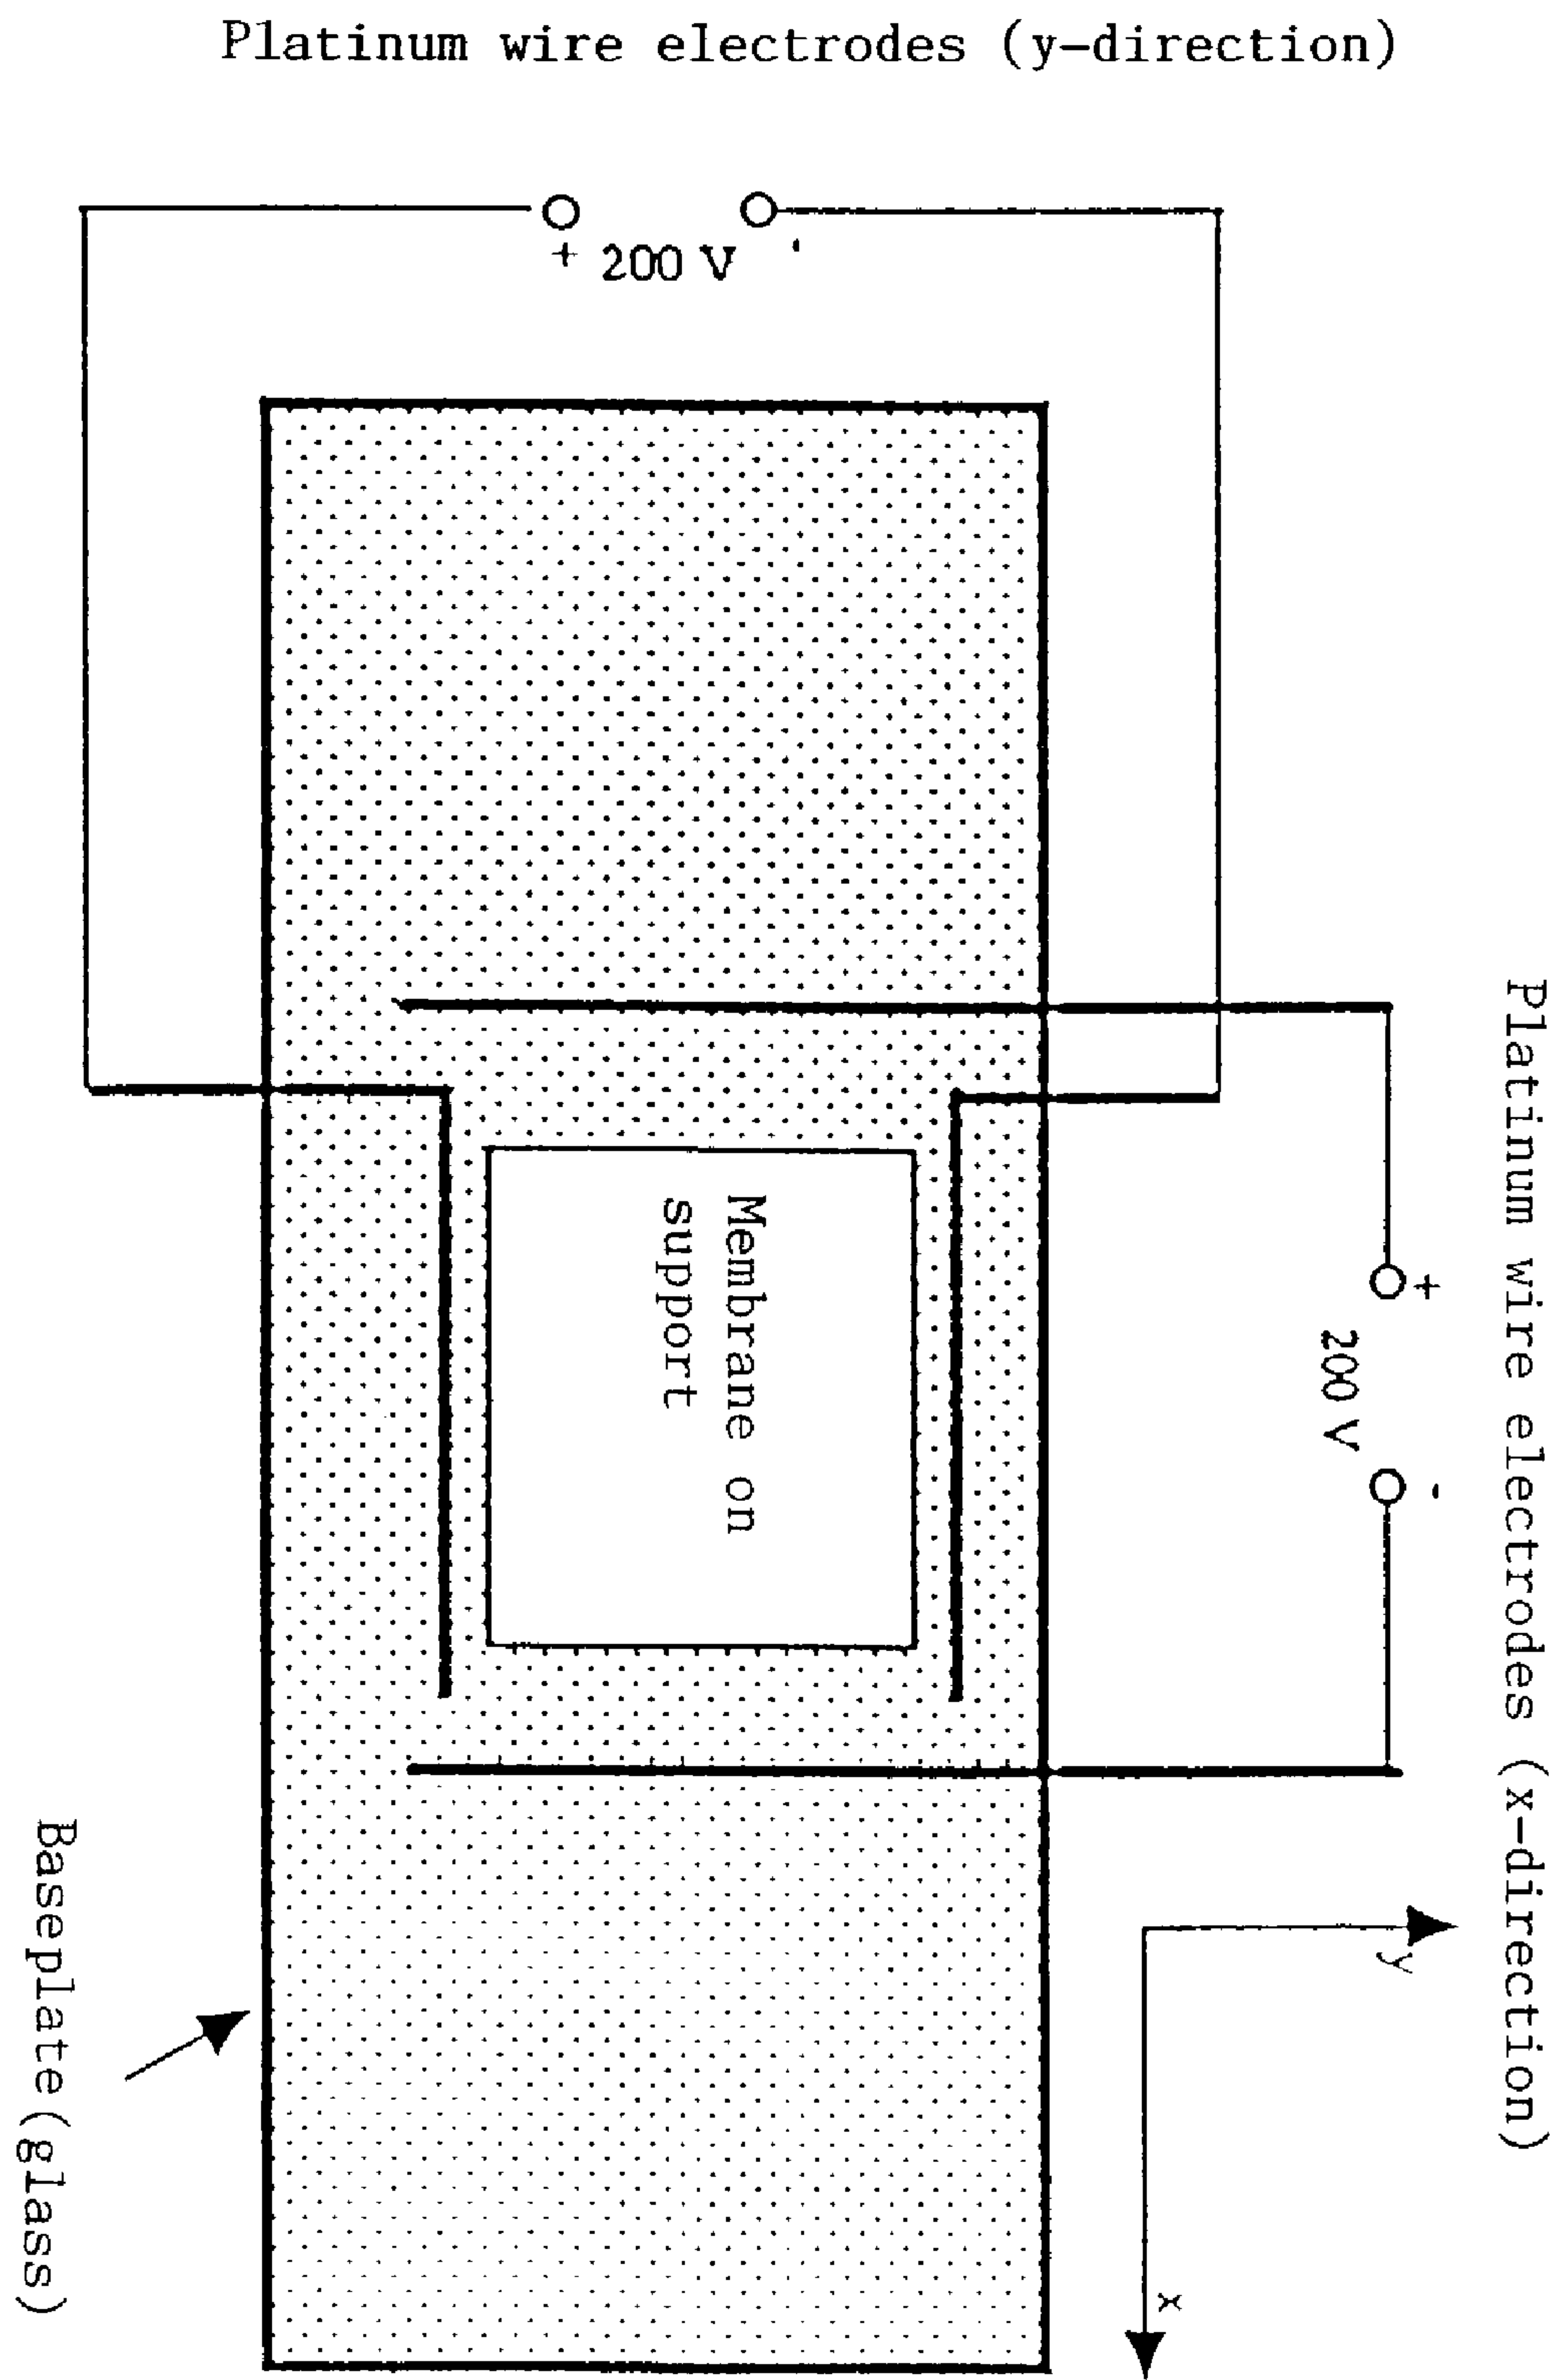 Platinum wire electrodes (y-direction)
+ 200 V -
Platinum wire electrodes (x-direction)
+
200 V
-
Membrane on
support
y
x
Baseplate(glass)